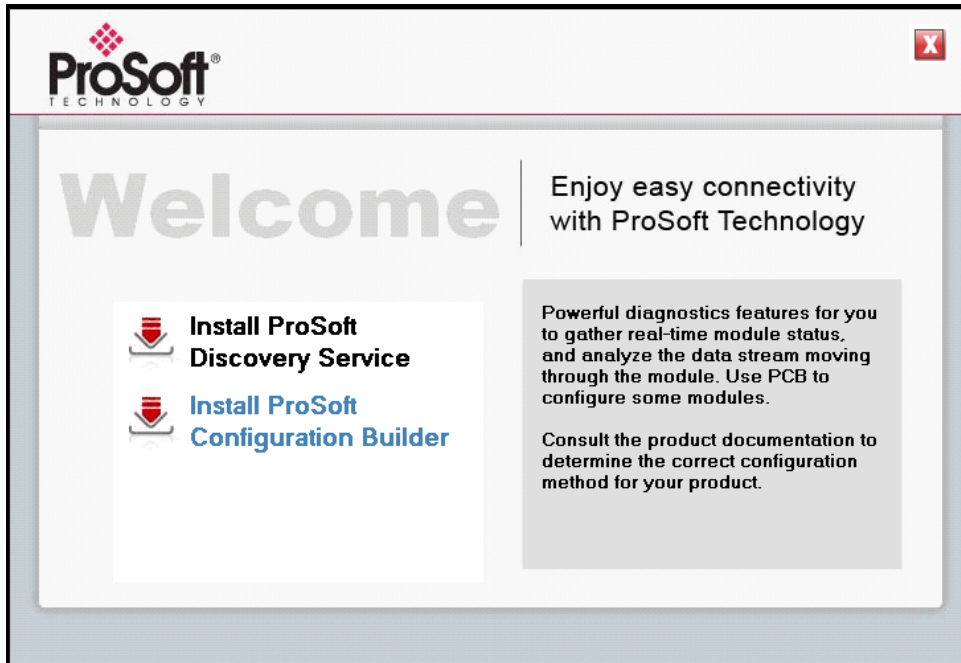 ProSoft®
TECHNOLOGY
X
Welcome
Enjoy easy connectivity
with ProSoft Technology
Install ProSoft
Discovery Service
Install ProSoft
Configuration Builder
Powerful diagnostics features for you
to gather real-time module status,
and analyze the data stream moving
through the module. Use PCB to
configure some modules.
Consult the product documentation to
determine the correct configuration
method for your product.